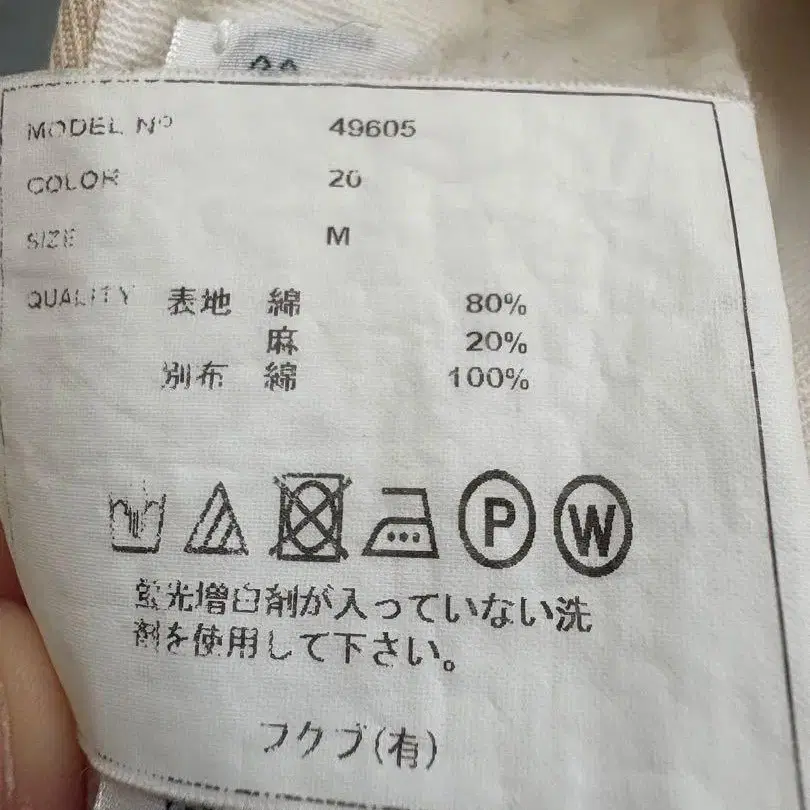 MODEL Nº 49605
COLOR 20
SIZE M
QUALITY 表地 綿 80%
麻 20%
別布 綿 100%
P W
蛍光増白剤が入っていない洗
剤を使用して下さい。
フクブ(有)